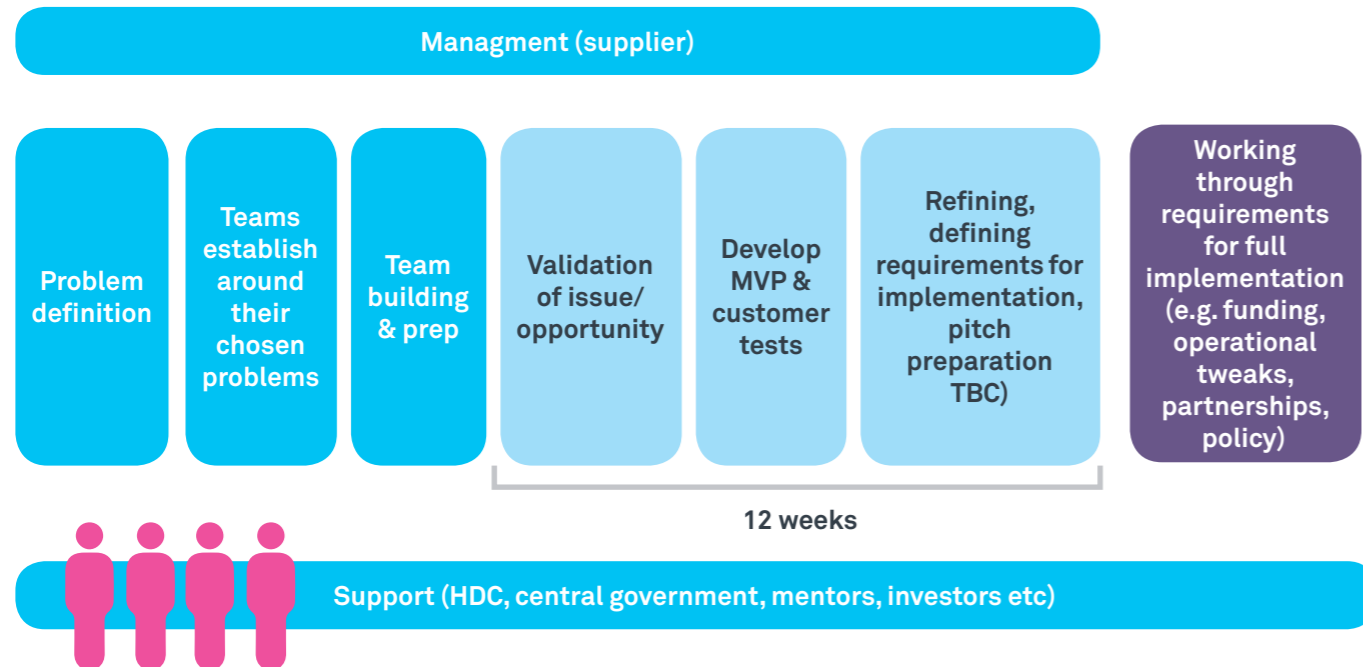 Managment (supplier)
Problem
definition
Teams
establish
around
their
chosen
problems
Team
building
& prep
Validation
of issue/
opportunity
Develop
MVP &
customer
tests
Refining,
defining
requirements for
implementation,
pitch
preparation
TBC)
Working
through
requirements
for full
implementation
(e.g. funding,
operational
tweaks,
partnerships,
policy)
12 weeks
Support (HDC, central government, mentors, investors etc)